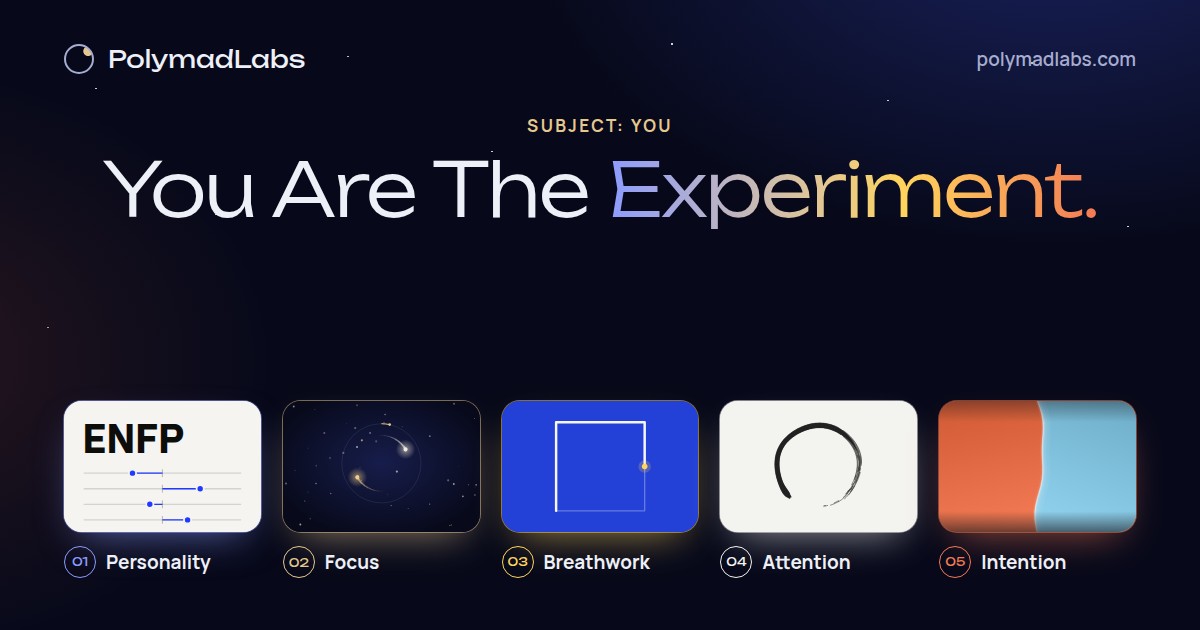 PolymadLabs
polymadlabs.com
SUBJECT: YOU
You Are The Experiment.
ENFP
01 Personality
02 Focus
03 Breathwork
04 Attention
05 Intention